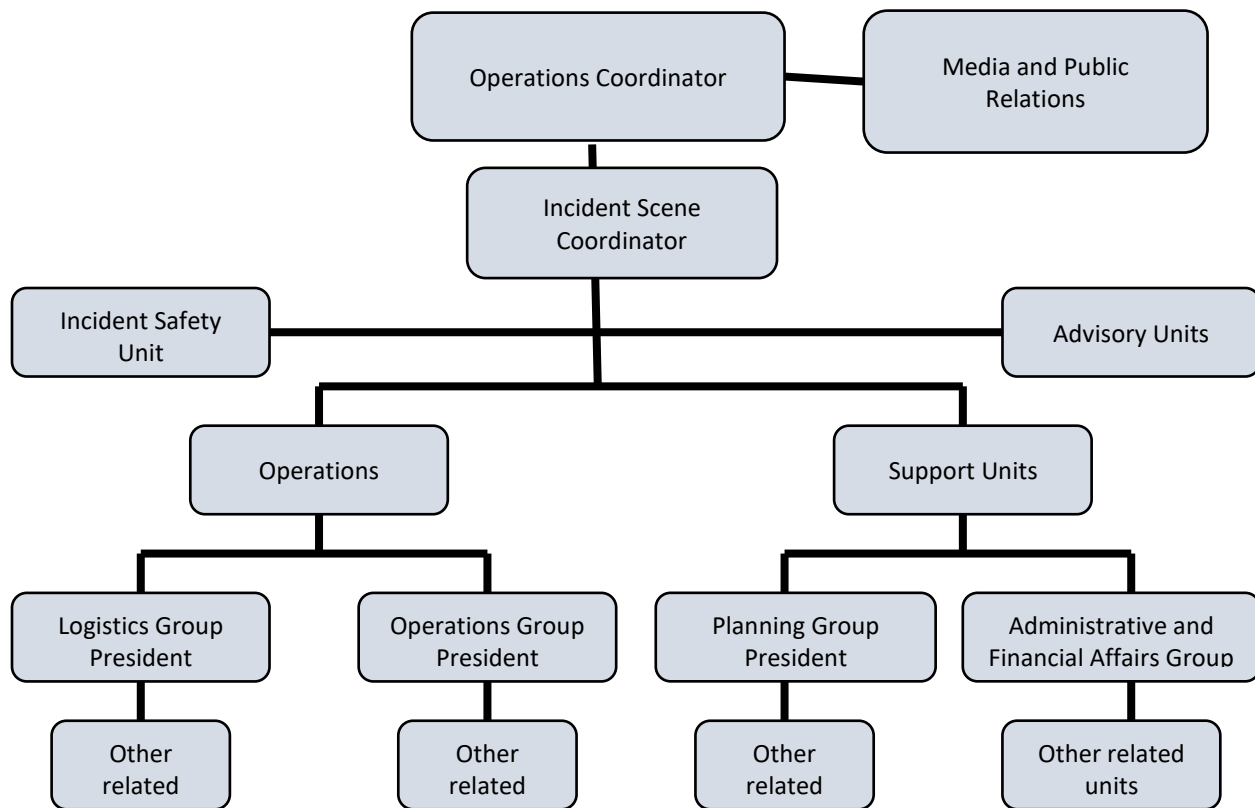 Operations Coordinator
Media and Public
Relations
Incident Scene
Coordinator
Incident Safety
Unit
Advisory Units
Operations
Support Units
Logistics Group
President
Operations Group
President
Planning Group
President
Administrative and
Financial Affairs Group
Other
related
Other
related
Other
related
Other related
units